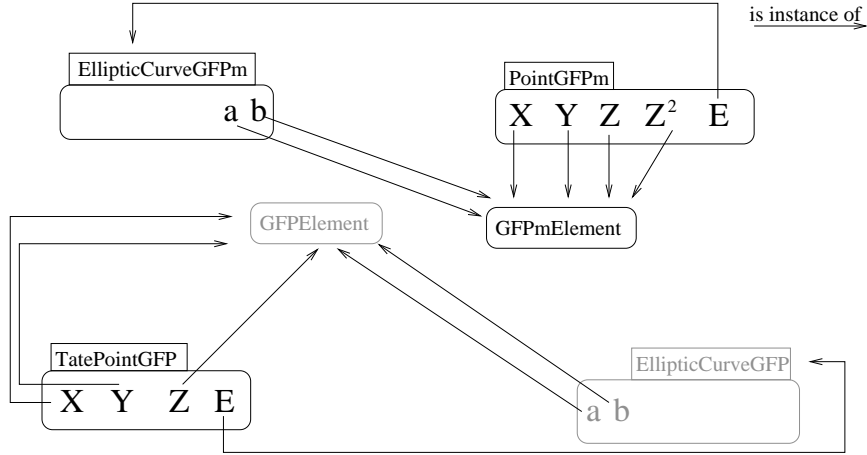 is instance of
EllipticCurveGFPm
PointGFPm
a b
X Y Z Z² E
GFPElement
GFPmElement
TatePointGFP
EllipticCurveGFP
X Y Z E
a b